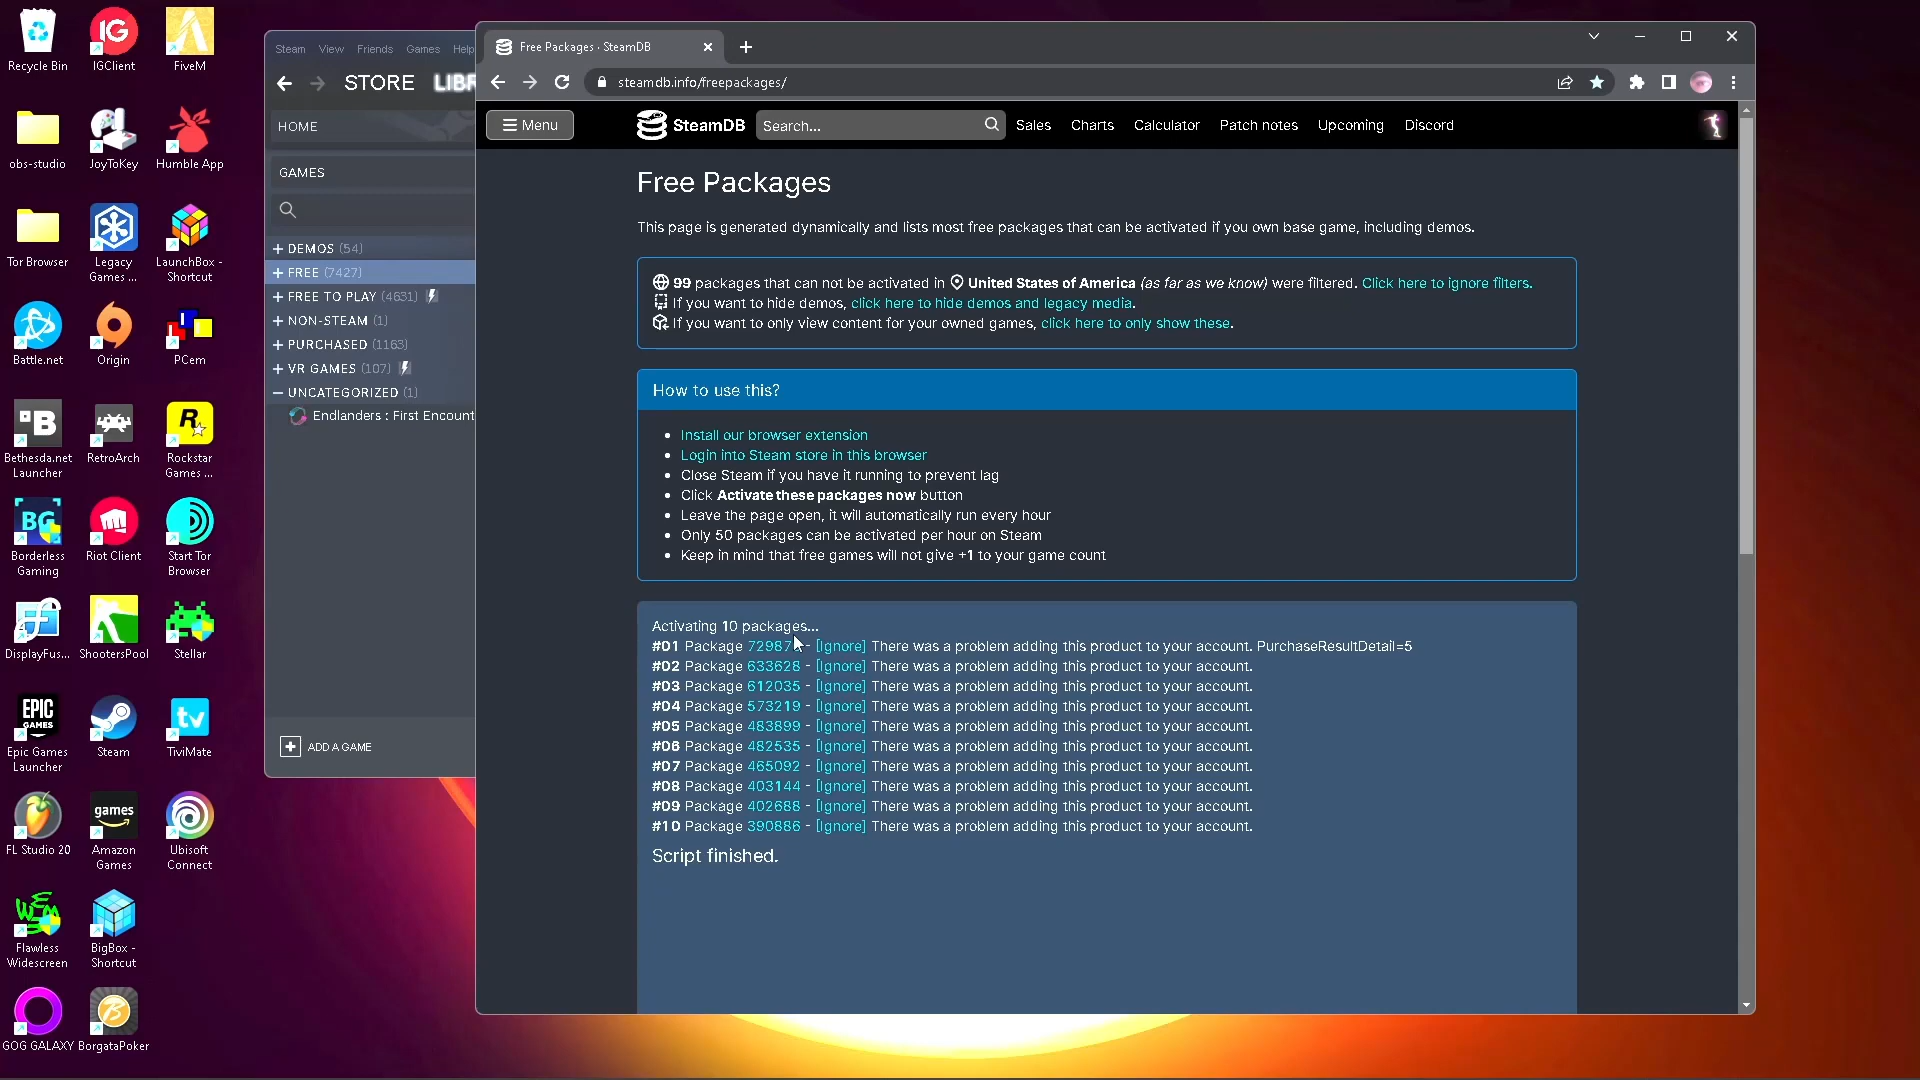 Recycle Bin
IGClient
FiveM
obs-studio
JoyToKey
Humble App
Tor Browser
Legacy Games ...
LaunchBox - Shortcut
Battle.net
Origin
PCem
Bethesda.net Launcher
RetroArch
Rockstar Games ...
Borderless Gaming
Riot Client
Start Tor Browser
DisplayFus...
ShootersPool
Stellar
Epic Games Launcher
Steam
TiviMate
FL Studio 20
Amazon Games
Ubisoft Connect
Flawless Widescreen
BigBox - Shortcut
GOG GALAXY
BorgataPoker
Steam View Friends Games Help
STORE LIBR
HOME
GAMES
+ DEMOS (54)
+ FREE (7427)
+ FREE TO PLAY (4631)
+ NON-STEAM (1)
+ PURCHASED (1163)
+ VR GAMES (107)
– UNCATEGORIZED (1)
Endlanders : First Encount
+ ADD A GAME
Free Packages · SteamDB
steamdb.info/freepackages/
Menu
SteamDB
Search...
Sales
Charts
Calculator
Patch notes
Upcoming
Discord
Free Packages
This page is generated dynamically and lists most free packages that can be activated if you own base game, including demos.
99 packages that can not be activated in United States of America (as far as we know) were filtered. Click here to ignore filters.
If you want to hide demos, click here to hide demos and legacy media.
If you want to only view content for your owned games, click here to only show these.
How to use this?
• Install our browser extension
• Login into Steam store in this browser
• Close Steam if you have it running to prevent lag
• Click Activate these packages now button
• Leave the page open, it will automatically run every hour
• Only 50 packages can be activated per hour on Steam
• Keep in mind that free games will not give +1 to your game count
Activating 10 packages...
#01 Package 72987 - [Ignore] There was a problem adding this product to your account. PurchaseResultDetail=5
#02 Package 633628 - [Ignore] There was a problem adding this product to your account.
#03 Package 612035 - [Ignore] There was a problem adding this product to your account.
#04 Package 573219 - [Ignore] There was a problem adding this product to your account.
#05 Package 483899 - [Ignore] There was a problem adding this product to your account.
#06 Package 482535 - [Ignore] There was a problem adding this product to your account.
#07 Package 465092 - [Ignore] There was a problem adding this product to your account.
#08 Package 403144 - [Ignore] There was a problem adding this product to your account.
#09 Package 402688 - [Ignore] There was a problem adding this product to your account.
#10 Package 390886 - [Ignore] There was a problem adding this product to your account.
Script finished.